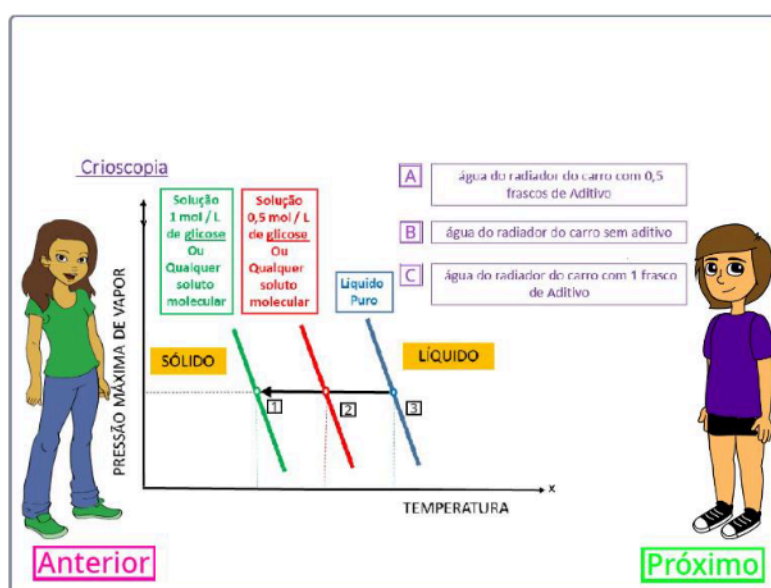 Crioscopia
Solução
1 mol / L
de glicose
Ou
Qualquer
soluto
molecular
Solução
0,5 mol / L
de glicose
Ou
Qualquer
soluto
molecular
Líquido
Puro
A
água do radiador do carro com 0,5
frascos de Aditivo
B
água do radiador do carro sem aditivo
C
água do radiador do carro com 1 frasco
de Aditivo
PRESSÃO MÁXIMA DE VAPOR
SÓLIDO
LÍQUIDO
1
2
3
x
TEMPERATURA
Anterior
Próximo